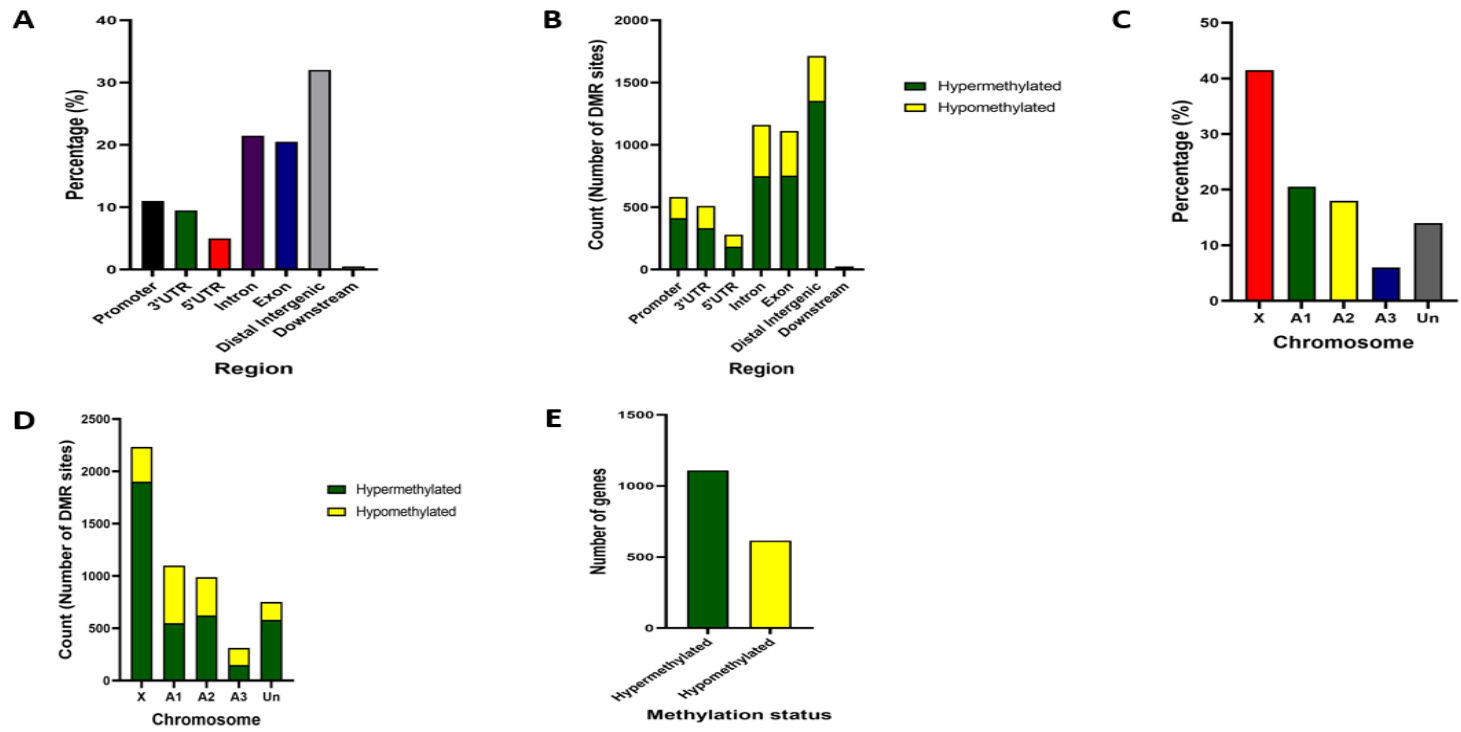 A
40
30
20
10
0
Percentage (%)
Promoter
3'UTR
5'UTR
Intron
Exon
Distal Intergenic
Downstream
Region
B
2000
1500
1000
500
0
Count (Number of DMR sites)
Promoter
3'UTR
5'UTR
Intron
Exon
Distal Intergenic
Downstream
Region
Hypermethylated
Hypomethylated
C
50
40
30
20
10
0
Percentage (%)
X A1 A2 A3 Un
Chromosome
D
2500
2000
1500
1000
500
0
Count (Number of DMR sites)
X A1 A2 A3 Un
Chromosome
Hypermethylated
Hypomethylated
E
1500
1000
500
0
Number of genes
Hypermethylated
Hypomethylated
Methylation status